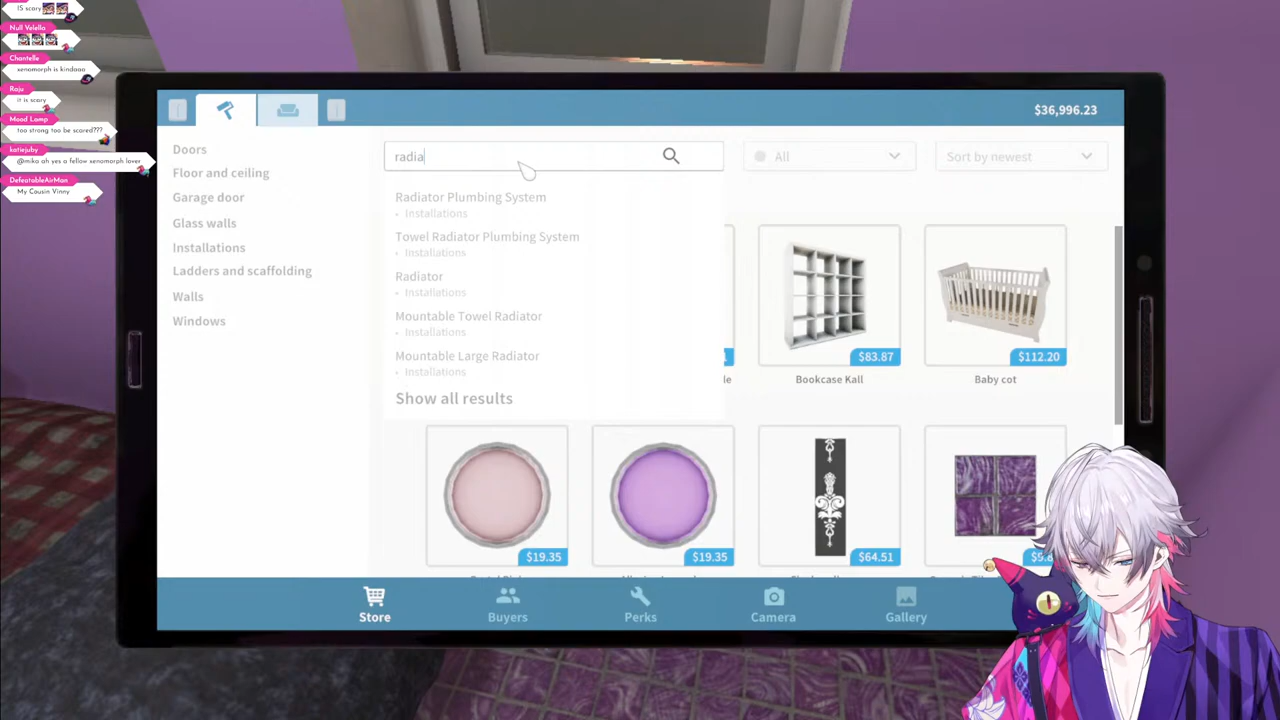 IS scary
Null Velella
Chantelle
xenomorph is kindaaa
Raju
it is scary
Mood Lamp
too strong too be scared???
katiejuby
@mika ah yes a fellow xenomorph lover
DefeatableAirMan
My Cousin Vinny
$36,996.23
Doors
Floor and ceiling
Garage door
Glass walls
Installations
Ladders and scaffolding
Walls
Windows
radia
All
Sort by newest
Radiator Plumbing System
• Installations
Towel Radiator Plumbing System
• Installations
Radiator
• Installations
Mountable Towel Radiator
• Installations
Mountable Large Radiator
• Installations
Show all results
$83.87
$112.20
Bookcase Kall
Baby cot
$19.35
$19.35
$64.51
Store
Buyers
Perks
Camera
Gallery